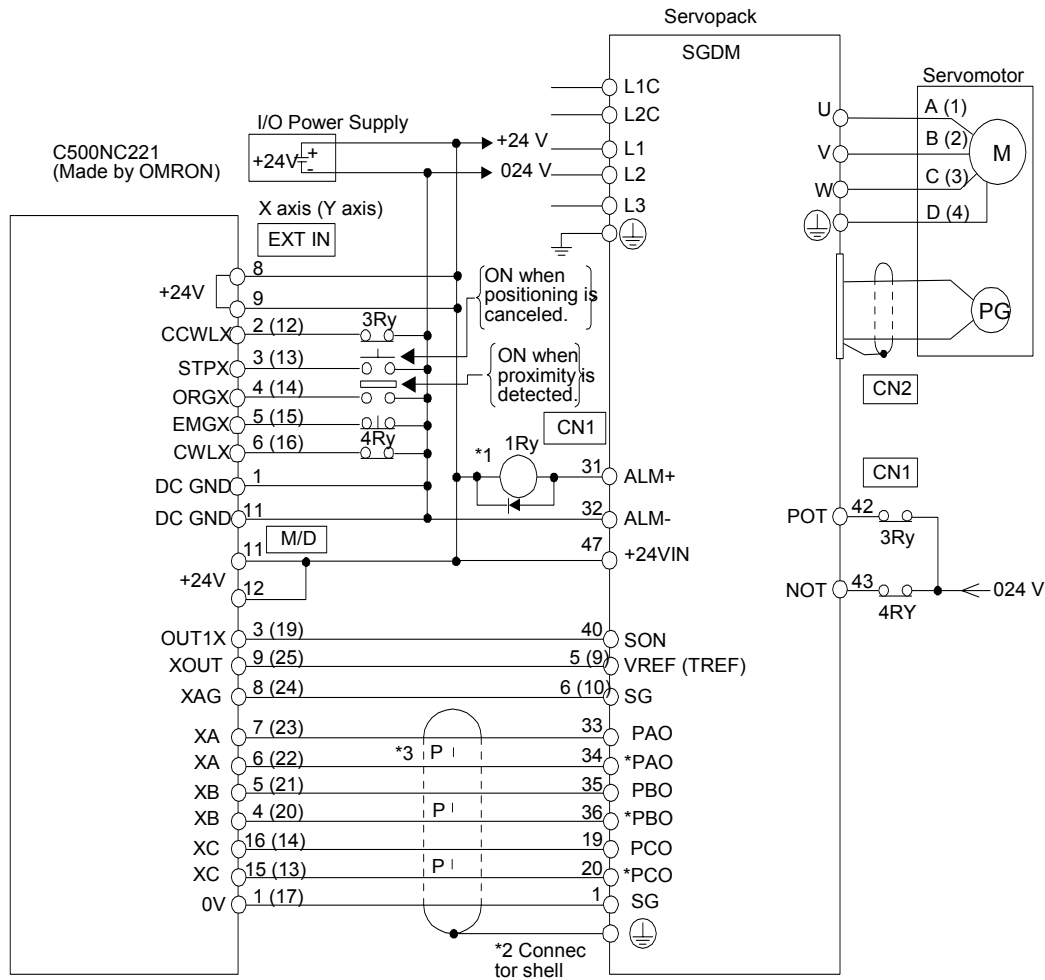 Servopack
SGDM
Servomotor
L1C
L2C
L1
L2
L3
I/O Power Supply
+24V
+
-
+24 V
024 V
C500NC221
(Made by OMRON)
X axis (Y axis)
EXT IN
U
V
W
A (1)
B (2)
C (3)
D (4)
M
PG
CN2
8
+24V
9
CCWLX
2 (12)
3Ry
STPX
3 (13)
ORGX
4 (14)
EMGX
5 (15)
CWLX
6 (16)
4Ry
DC GND
1
DC GND
11
ON when
positioning is
canceled.
ON when
proximity is
detected.
CN1
*1
1Ry
31
ALM+
32
ALM-
47
+24VIN
CN1
POT
42
3Ry
NOT
43
4RY
024 V
M/D
11
+24V
12
OUT1X
3 (19)
40
SON
XOUT
9 (25)
5 (9)
VREF (TREF)
XAG
8 (24)
6 (10)
SG
XA
7 (23)
33
PAO
*3
P
XA
6 (22)
34
*PAO
XB
5 (21)
35
PBO
P
XB
4 (20)
36
*PBO
XC
16 (14)
19
PCO
P
XC
15 (13)
20
*PCO
0V
1 (17)
1
SG
*2 Connec
tor shell